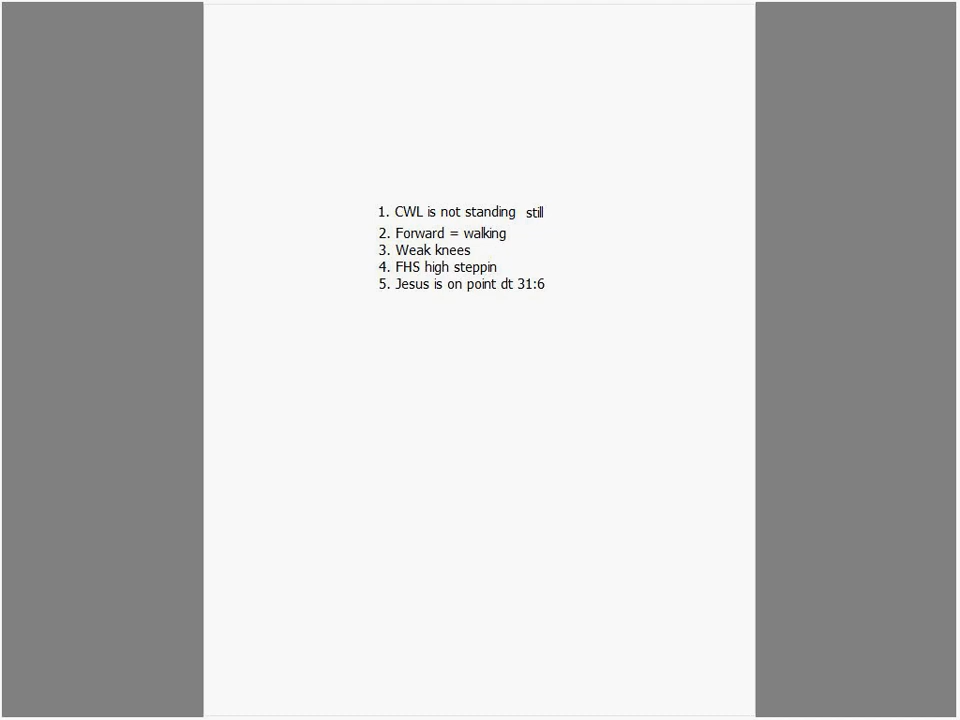 1. CWL is not standing still
2. Forward = walking
3. Weak knees
4. FHS high steppin
5. Jesus is on point dt 31:6